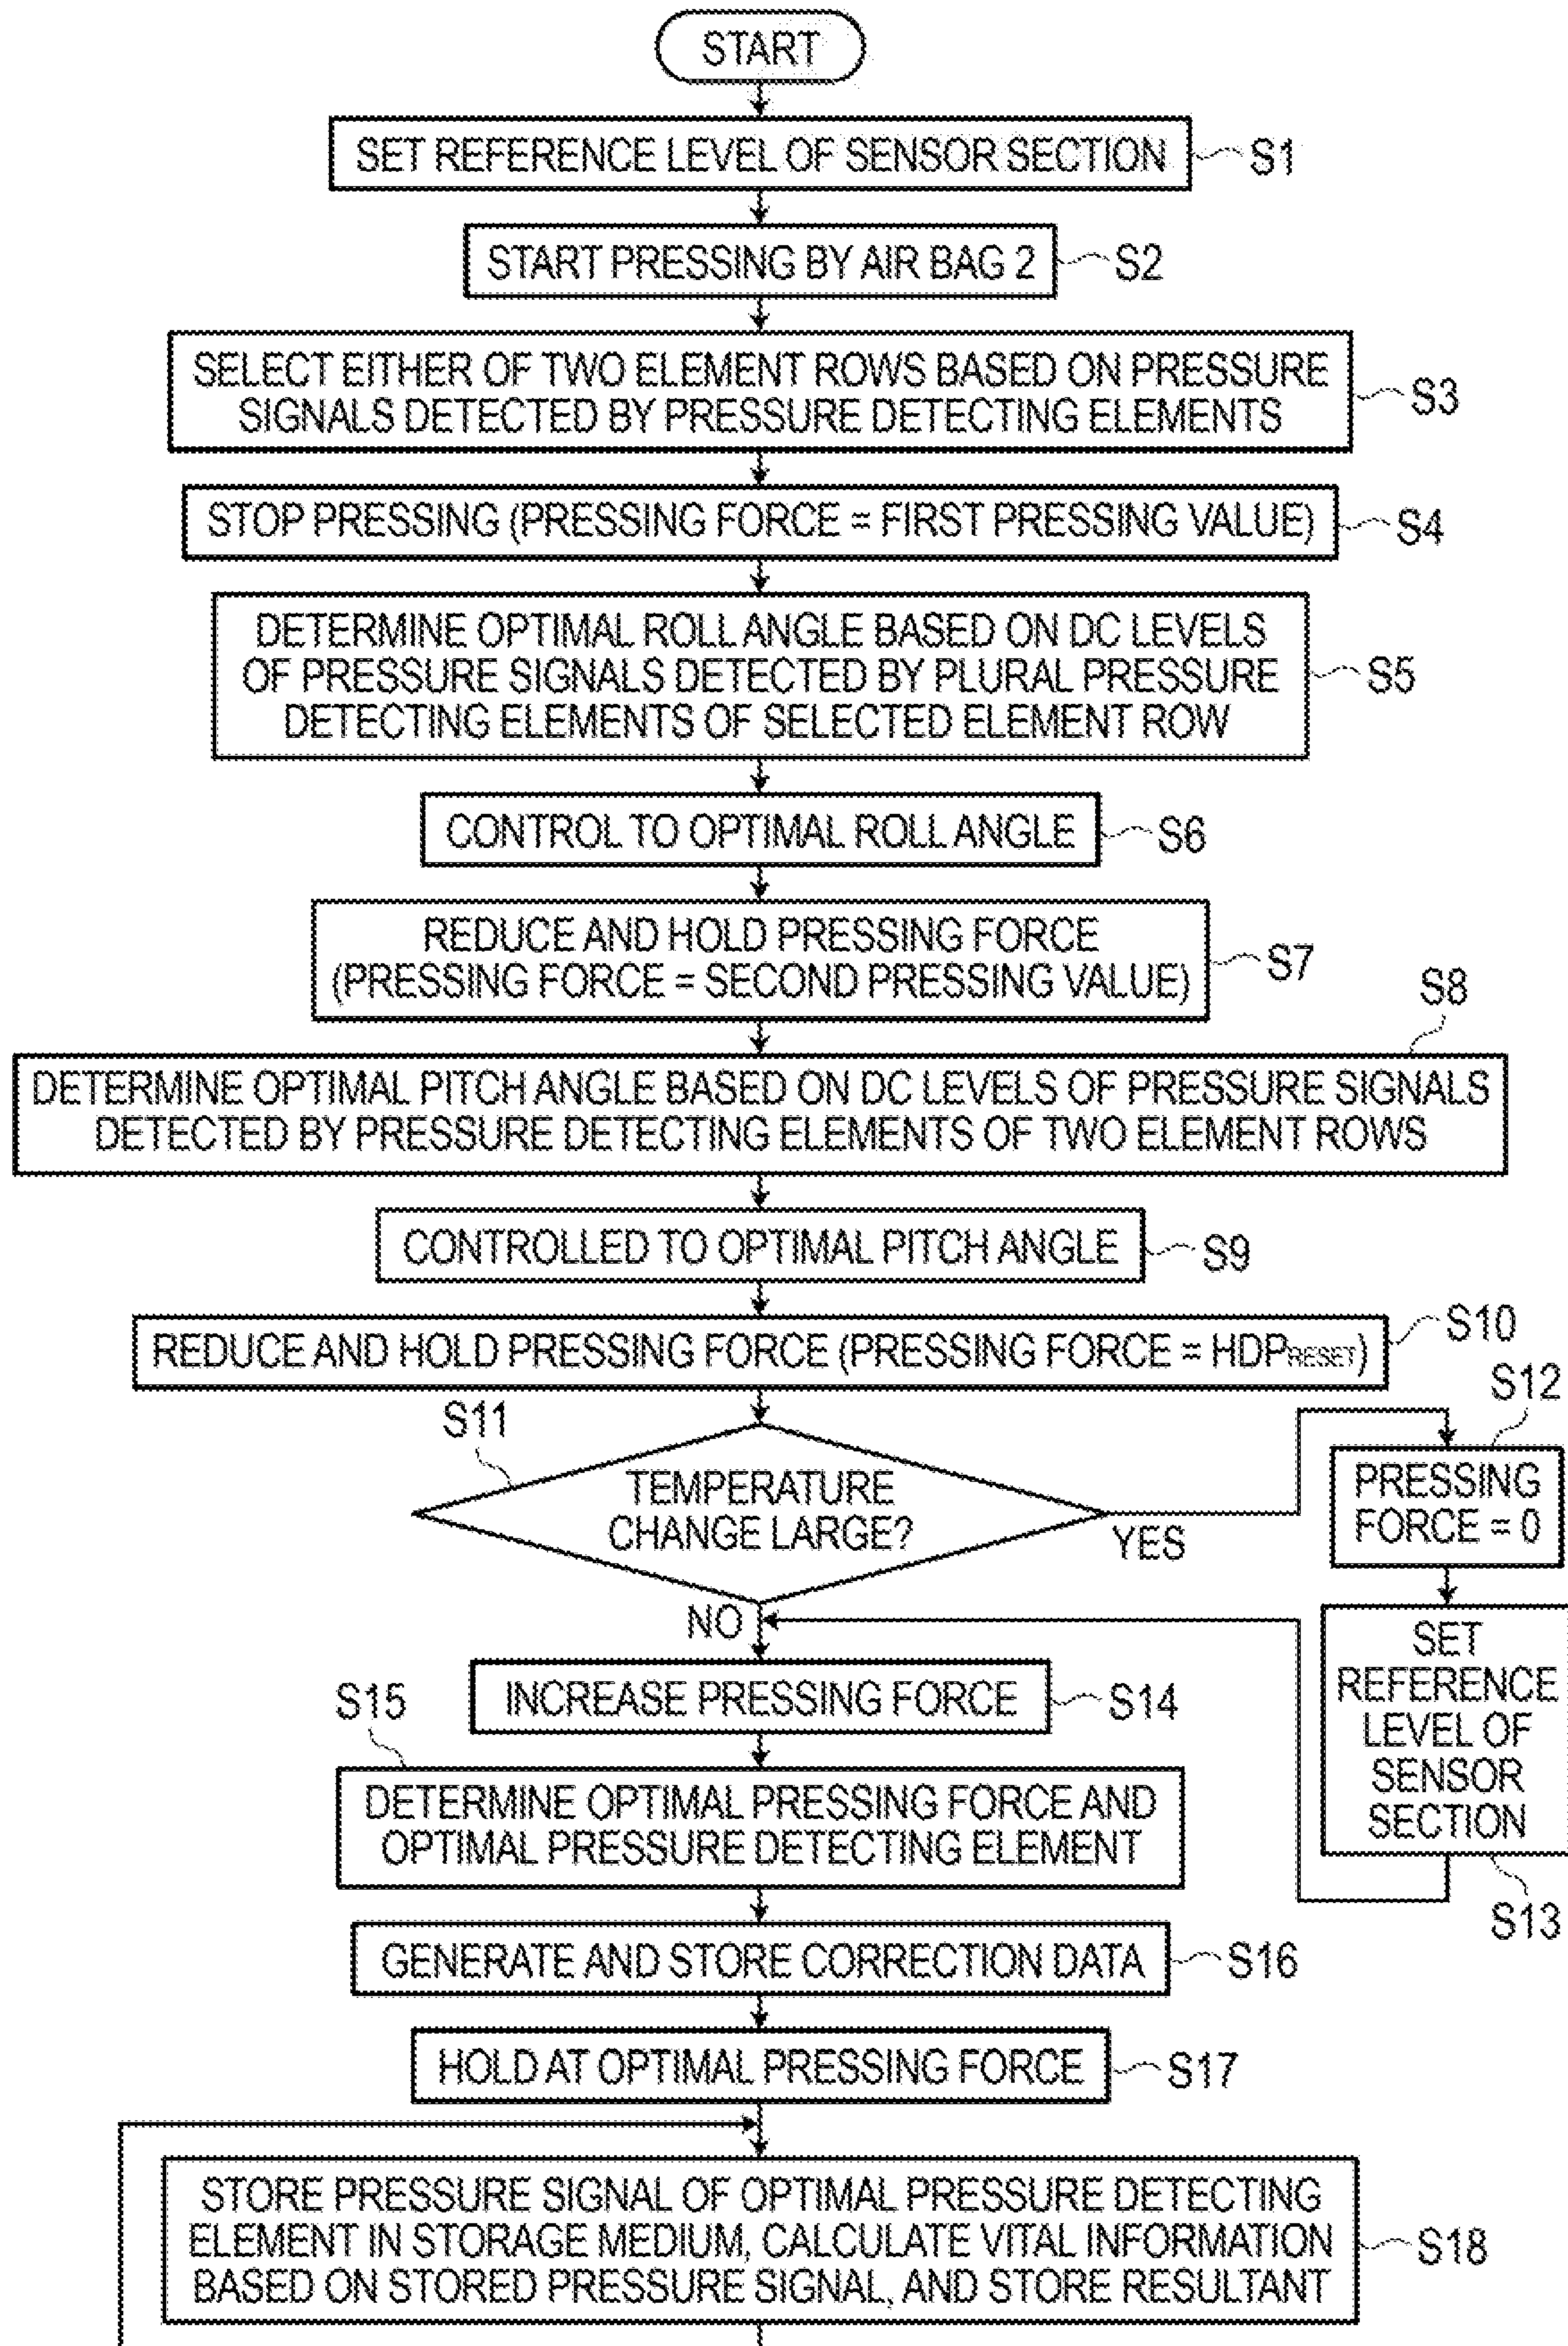 START
SET REFERENCE LEVEL OF SENSOR SECTION
S1
START PRESSING BY AIR BAG 2
S2
SELECT EITHER OF TWO ELEMENT ROWS BASED ON PRESSURE
SIGNALS DETECTED BY PRESSURE DETECTING ELEMENTS
S3
STOP PRESSING (PRESSING FORCE = FIRST PRESSING VALUE)
S4
DETERMINE OPTIMAL ROLL ANGLE BASED ON DC LEVELS
OF PRESSURE SIGNALS DETECTED BY PLURAL PRESSURE
DETECTING ELEMENTS OF SELECTED ELEMENT ROW
S5
CONTROL TO OPTIMAL ROLL ANGLE
S6
REDUCE AND HOLD PRESSING FORCE
(PRESSING FORCE = SECOND PRESSING VALUE)
S7
S8
DETERMINE OPTIMAL PITCH ANGLE BASED ON DC LEVELS OF PRESSURE SIGNALS
DETECTED BY PRESSURE DETECTING ELEMENTS OF TWO ELEMENT ROWS
CONTROLLED TO OPTIMAL PITCH ANGLE
S9
REDUCE AND HOLD PRESSING FORCE (PRESSING FORCE = HDPRESET)
S10
S11
TEMPERATURE
CHANGE LARGE?
YES
NO
S12
PRESSING
FORCE = 0
SET
REFERENCE
LEVEL OF
SENSOR
SECTION
S13
INCREASE PRESSING FORCE
S14
S15
DETERMINE OPTIMAL PRESSING FORCE AND
OPTIMAL PRESSURE DETECTING ELEMENT
GENERATE AND STORE CORRECTION DATA
S16
HOLD AT OPTIMAL PRESSING FORCE
S17
STORE PRESSURE SIGNAL OF OPTIMAL PRESSURE DETECTING
ELEMENT IN STORAGE MEDIUM, CALCULATE VITAL INFORMATION
BASED ON STORED PRESSURE SIGNAL, AND STORE RESULTANT
S18